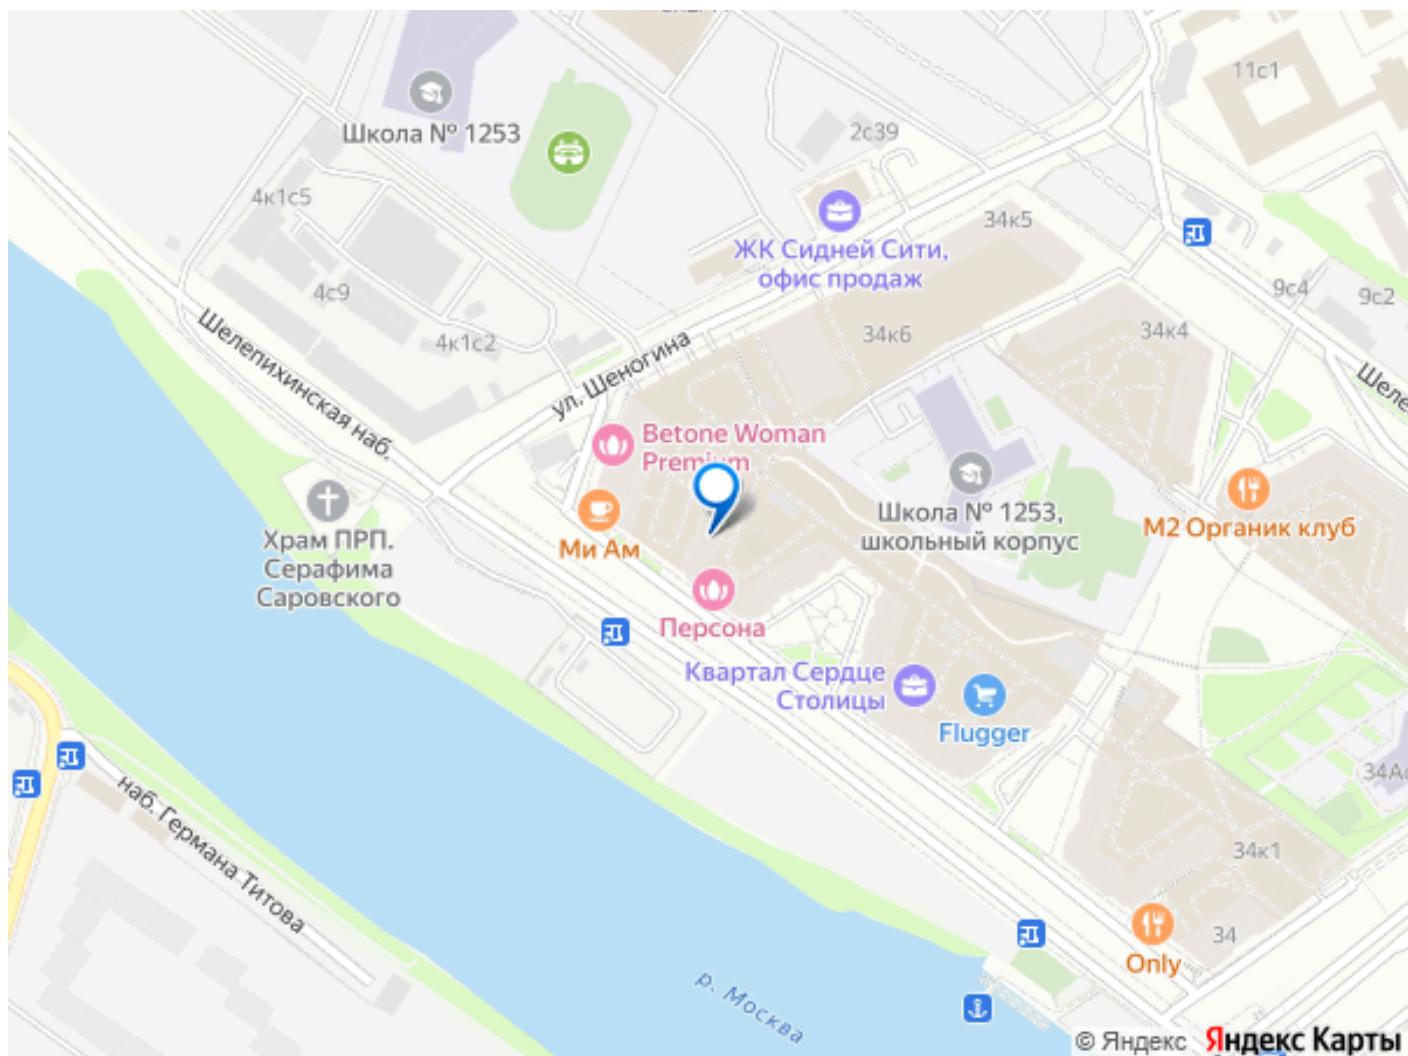 11с1
Школа № 1253
2с39
4к1с5
34к5
ЖК Сидней Сити,
офис продаж
4с9
9с4
9с2
34к6
34к4
4к1с2
Шелепихинская наб.
ул. Шеногина
Шеле
Betone Woman
Premium
М2 Органик клуб
Школа № 1253,
школьный корпус
Ми Ам
Храм ПРП.
Серафима
Саровского
Персона
Квартал Сердце
Столицы
Flugger
34Ас
наб. Германа Титова
34к1
34
Only
р. Москва
© Яндекс Яндекс Карты